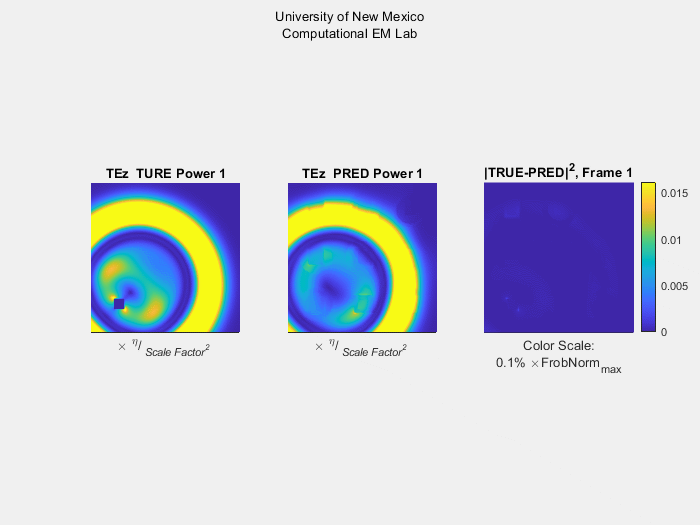 University of New Mexico
Computational EM Lab
TEz TURE Power 1
TEz PRED Power 1
|TRUE-PRED|², Frame 1
0.015
0.01
0.005
0
× η/ Scale Factor²
× η/ Scale Factor²
Color Scale:
0.1% ×FrobNorm_max